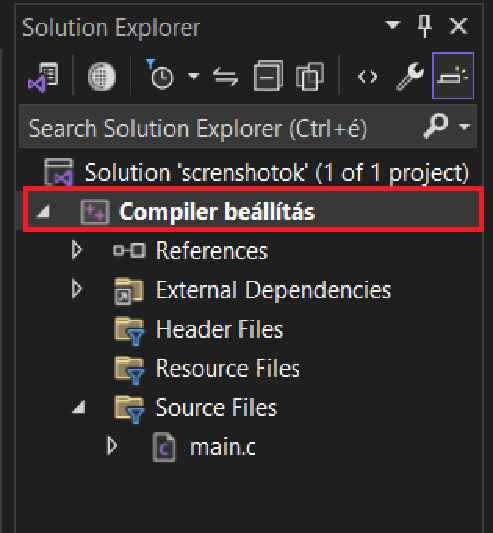 Solution Explorer
Search Solution Explorer (Ctrl+é)
Solution 'screnshotok' (1 of 1 project)
Compiler beállítás
References
External Dependencies
Header Files
Resource Files
Source Files
main.c